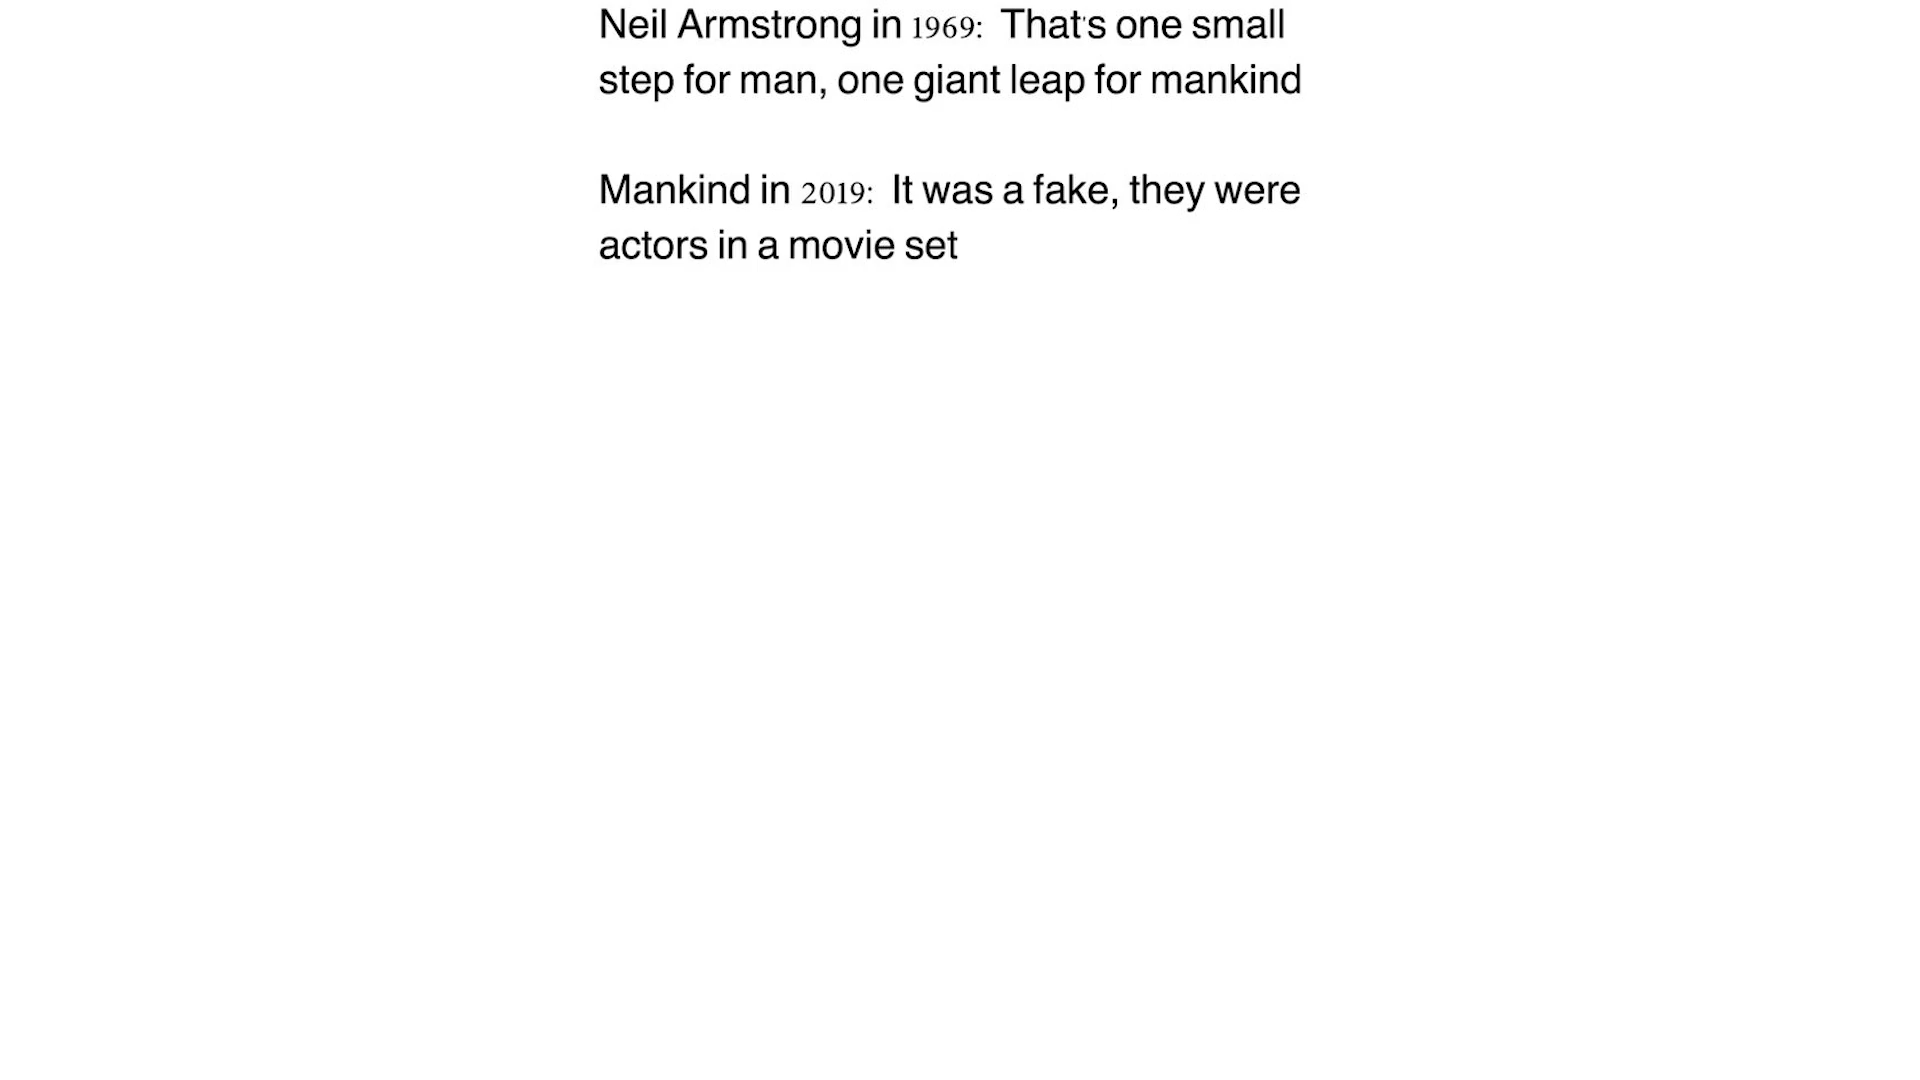 Neil Armstrong in 1969: That's one small
step for man, one giant leap for mankind
Mankind in 2019: It was a fake, they were
actors in a movie set